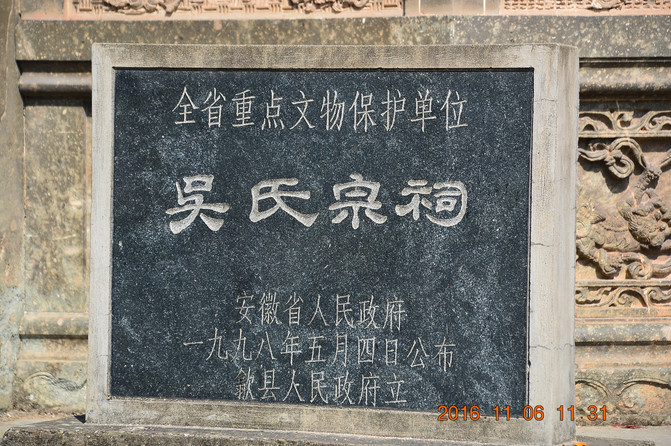 全省重点文物保护单位
吴氏宗祠
安徽省人民政府
一九九八年五月四日公布
歙县人民政府立
2016.11.06 11:31